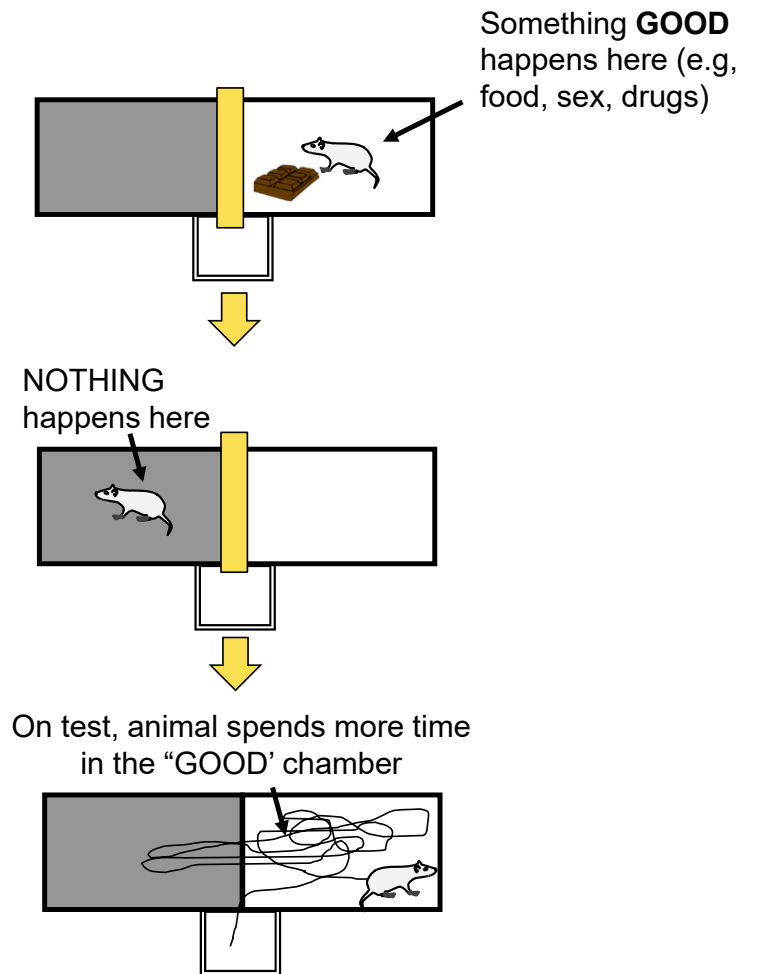 Something GOOD
happens here (e.g,
food, sex, drugs)
NOTHING
happens here
On test, animal spends more time
in the “GOOD’ chamber